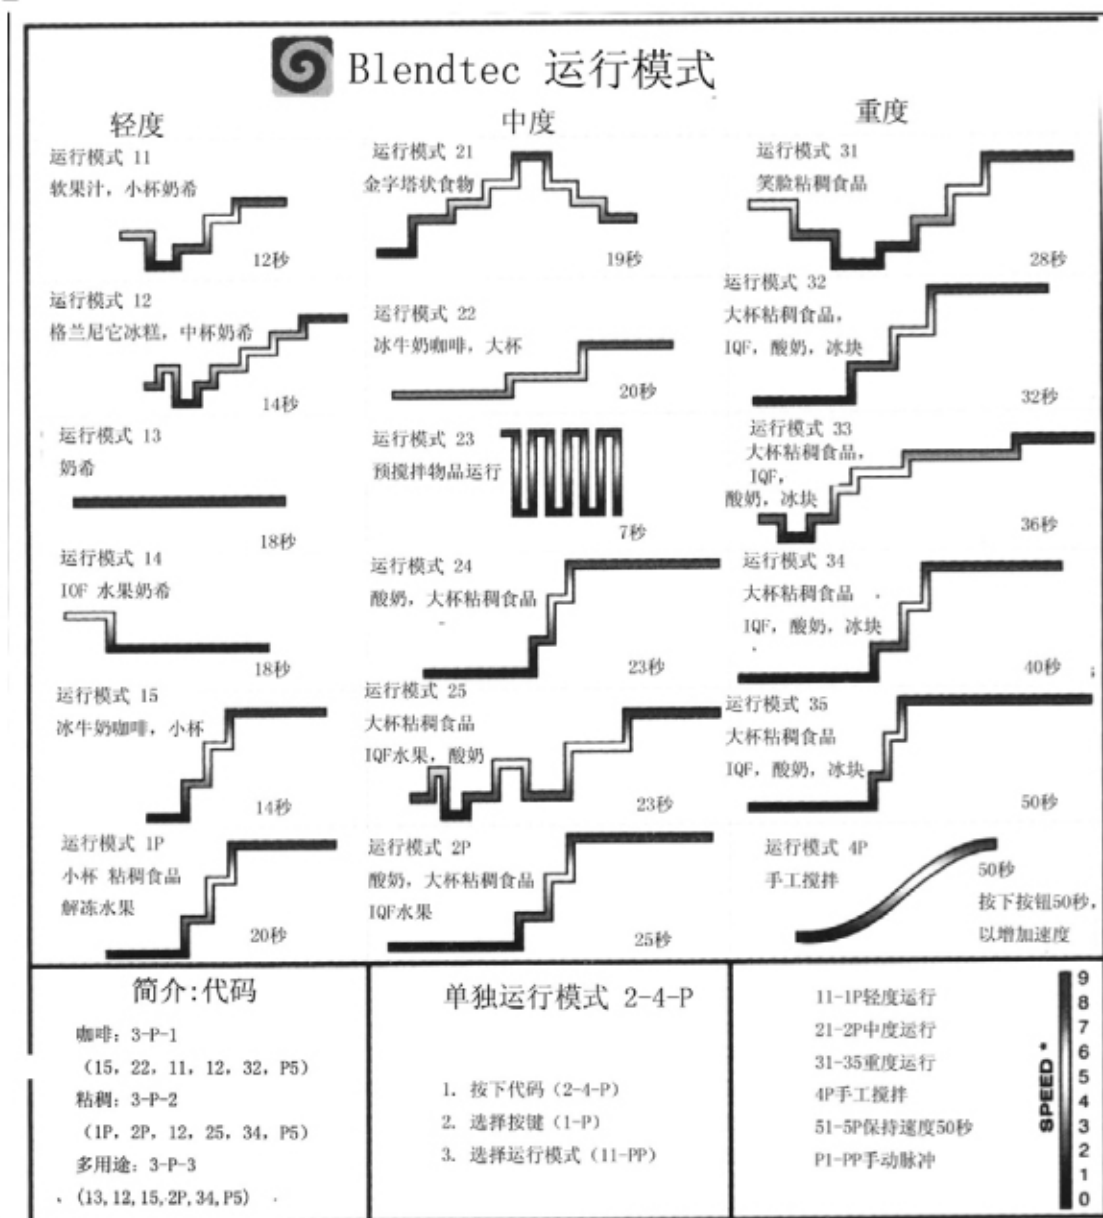 Blendtec 运行模式
轻度
运行模式 11
软果汁，小杯奶希
12秒
运行模式 12
格兰尼它冰糕，中杯奶希
14秒
运行模式 13
奶希
18秒
运行模式 14
IOF 水果奶希
18秒
运行模式 15
冰牛奶咖啡，小杯
14秒
运行模式 1P
小杯 粘稠食品
解冻水果
20秒
中度
运行模式 21
金字塔状食物
19秒
运行模式 22
冰牛奶咖啡，大杯
20秒
运行模式 23
预搅拌物品运行
7秒
运行模式 24
酸奶，大杯粘稠食品
23秒
运行模式 25
大杯粘稠食品
IQF水果，酸奶
23秒
运行模式 2P
酸奶，大杯粘稠食品
IQF水果
25秒
重度
运行模式 31
笑脸粘稠食品
28秒
运行模式 32
大杯粘稠食品，
IQF，酸奶，冰块
32秒
运行模式 33
大杯粘稠食品，
IQF，
酸奶，冰块
36秒
运行模式 34
大杯粘稠食品
IQF，酸奶，冰块
40秒
运行模式 35
大杯粘稠食品
IQF，酸奶，冰块
50秒
运行模式 4P
手工搅拌
50秒
按下按钮50秒，
以增加速度
简介:代码
咖啡：3-P-1
（15，22，11，12，32，P5）
粘稠：3-P-2
（1P，2P，12，25，34，P5）
多用途：3-P-3
(13,12,15,2P,34,P5)
单独运行模式 2-4-P
1. 按下代码（2-4-P）
2. 选择按键（1-P）
3. 选择运行模式（11-PP）
11-1P轻度运行
21-2P中度运行
31-35重度运行
4P手工搅拌
51-5P保持速度50秒
P1-PP手动脉冲
SPEED *
9
8
7
6
5
4
3
2
1
0